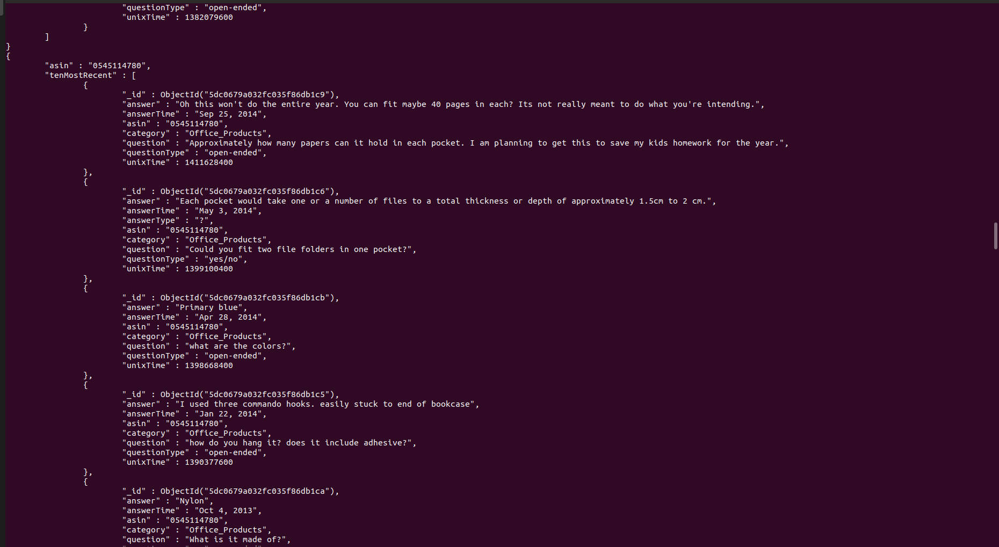 "questionType" : "open-ended",
"unixTime" : 1382079600
}
]
}
{
"asin" : "0545114780",
"tenMostRecent" : [
{
"_id" : ObjectId("5dc0679a032fc035f86db1c9"),
"answer" : "Oh this won't do the entire year. You can fit maybe 40 pages in each? Its not really meant to do what you're intending.",
"answerTime" : "Sep 25, 2014",
"asin" : "0545114780",
"category" : "Office_Products",
"question" : "Approximately how many papers can it hold in each pocket. I am planning to get this to save my kids homework for the year.",
"questionType" : "open-ended",
"unixTime" : 1411628400
},
{
"_id" : ObjectId("5dc0679a032fc035f86db1c6"),
"answer" : "Each pocket would take one or a number of files to a total thickness or depth of approximately 1.5cm to 2 cm.",
"answerTime" : "May 3, 2014",
"answerType" : "?",
"asin" : "0545114780",
"category" : "Office_Products",
"question" : "Could you fit two file folders in one pocket?",
"questionType" : "yes/no",
"unixTime" : 1399100400
},
{
"_id" : ObjectId("5dc0679a032fc035f86db1cb"),
"answer" : "Primary blue",
"answerTime" : "Apr 28, 2014",
"asin" : "0545114780",
"category" : "Office_Products",
"question" : "what are the colors?",
"questionType" : "open-ended",
"unixTime" : 1398668400
},
{
"_id" : ObjectId("5dc0679a032fc035f86db1c5"),
"answer" : "I used three commando hooks. easily stuck to end of bookcase",
"answerTime" : "Jan 22, 2014",
"asin" : "0545114780",
"category" : "Office_Products",
"question" : "how do you hang it? does it include adhesive?",
"questionType" : "open-ended",
"unixTime" : 1390377600
},
{
"_id" : ObjectId("5dc0679a032fc035f86db1ca"),
"answer" : "Nylon",
"answerTime" : "Oct 4, 2013",
"asin" : "0545114780",
"category" : "Office_Products",
"question" : "What is it made of?",